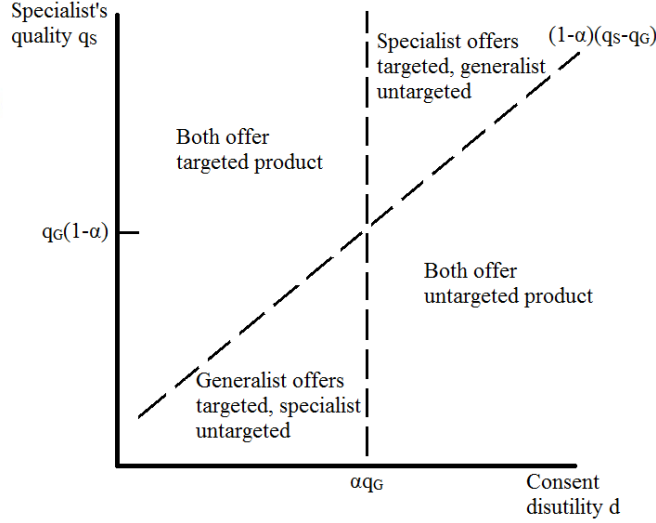 Specialist's
quality qS
(1-α)(qS-qG)
Specialist offers
targeted, generalist
untargeted
Both offer
targeted product
qG(1-α)
Both offer
untargeted product
Generalist offers
targeted, specialist
untargeted
αqG
Consent
disutility d